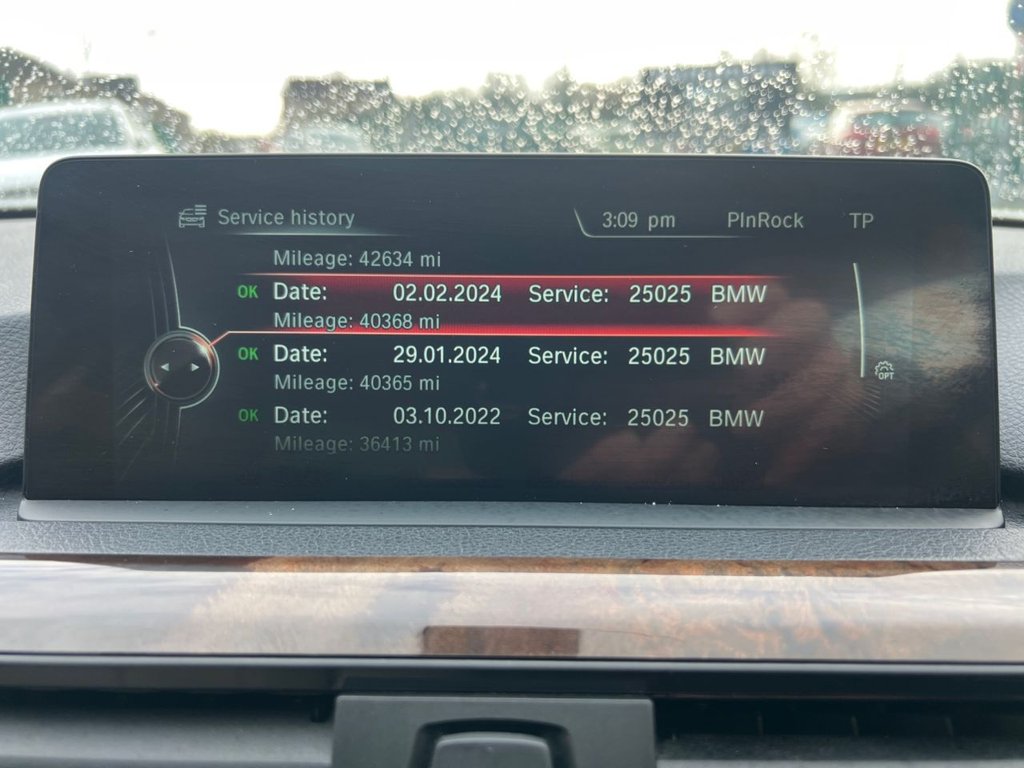 Service history 3:09 pm PlnRock TP
Mileage: 42634 mi
OK Date: 02.02.2024 Service: 25025 BMW
Mileage: 40368 mi
OK Date: 29.01.2024 Service: 25025 BMW
Mileage: 40365 mi
OPT
OK Date: 03.10.2022 Service: 25025 BMW
Mileage: 36413 mi